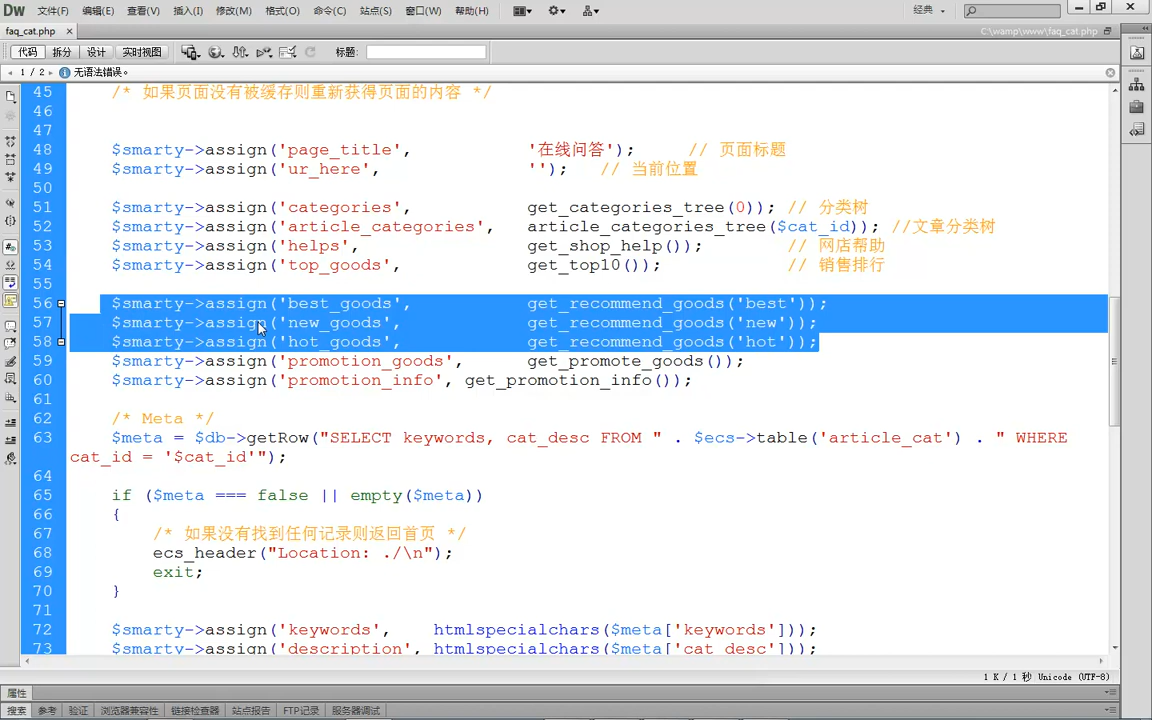 Dw 文件(F) 编辑(E) 查看(V) 插入(I) 修改(M) 格式(O) 命令(C) 站点(S) 窗口(W) 帮助(H) 经典
faq_cat.php × C:\wamp\www\faq_cat.php
代码 拆分 设计 实时视图 标题:
1 / 2 无语法错误。
45 /* 如果页面没有被缓存则重新获得页面的内容 */
46
47
48 $smarty->assign('page_title', '在线问答'); // 页面标题
49 $smarty->assign('ur_here', ''); // 当前位置
50
51 $smarty->assign('categories', get_categories_tree(0)); // 分类树
52 $smarty->assign('article_categories', article_categories_tree($cat_id)); //文章分类树
53 $smarty->assign('helps', get_shop_help()); // 网店帮助
54 $smarty->assign('top_goods', get_top10()); // 销售排行
55
56 $smarty->assign('best_goods', get_recommend_goods('best'));
57 $smarty->assign('new_goods', get_recommend_goods('new'));
58 $smarty->assign('hot_goods', get_recommend_goods('hot'));
59 $smarty->assign('promotion_goods', get_promote_goods());
60 $smarty->assign('promotion_info', get_promotion_info());
61
62 /* Meta */
63 $meta = $db->getRow("SELECT keywords, cat_desc FROM " . $ecs->table('article_cat') . " WHERE
cat_id = '$cat_id'");
64
65 if ($meta === false || empty($meta))
66 {
67 /* 如果没有找到任何记录则返回首页 */
68 ecs_header("Location: ./\n");
69 exit;
70 }
71
72 $smarty->assign('keywords', htmlspecialchars($meta['keywords']));
73 $smarty->assign('description', htmlspecialchars($meta['cat_desc']));
1 K / 1 秒 Unicode (UTF-8)
属性
搜索 参考 验证 浏览器兼容性 链接检查器 站点报告 FTP记录 服务器调试